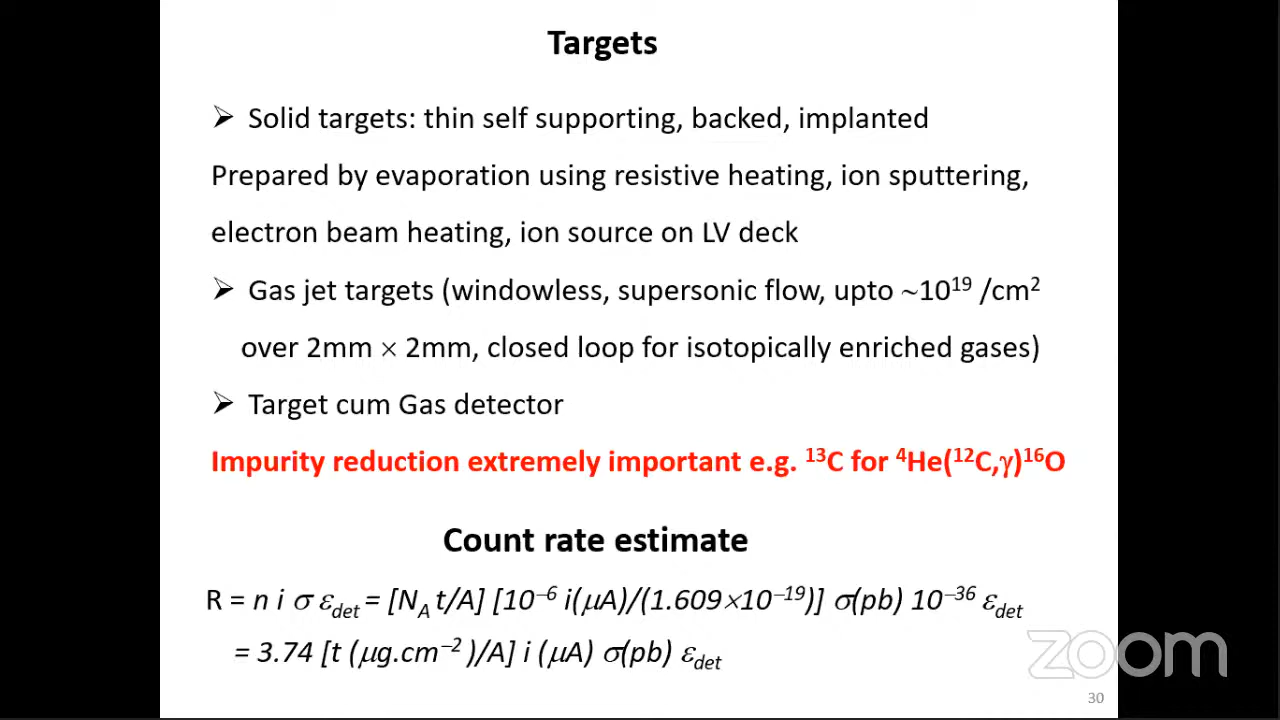 Targets
➢ Solid targets: thin self supporting, backed, implanted
Prepared by evaporation using resistive heating, ion sputtering,
electron beam heating, ion source on LV deck
➢ Gas jet targets (windowless, supersonic flow, upto ~10¹⁹ /cm²
over 2mm × 2mm, closed loop for isotopically enriched gases)
➢ Target cum Gas detector
Impurity reduction extremely important e.g. ¹³C for ⁴He(¹²C,γ)¹⁶O
Count rate estimate
R = n i σ ε_det = [N_A t/A] [10⁻⁶ i(μA)/(1.609×10⁻¹⁹)] σ(pb) 10⁻³⁶ ε_det
= 3.74 [t (μg.cm⁻² )/A] i (μA) σ(pb) ε_det
zoom
30